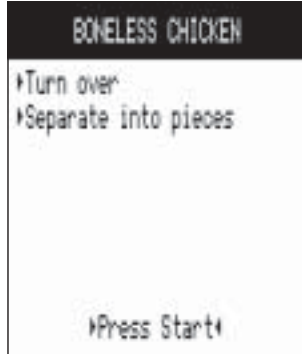 BONELESS CHICKEN
Turn over
Separate into pieces
Press Start